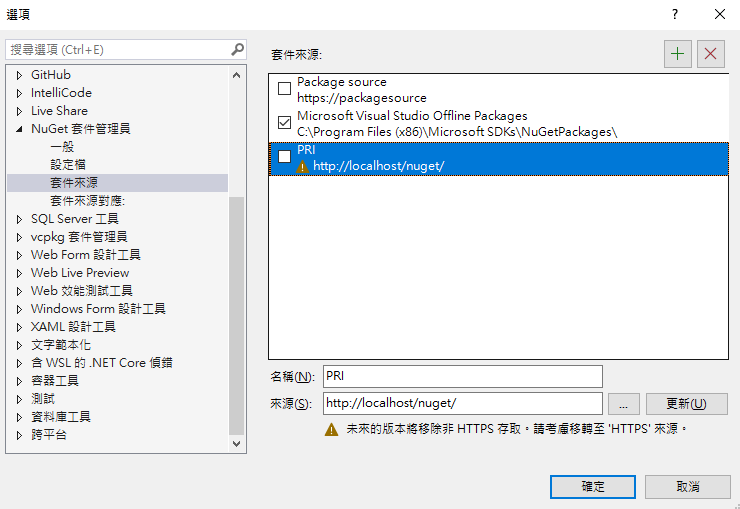 選項
搜尋選項 (Ctrl+E)
GitHub
IntelliCode
Live Share
NuGet 套件管理員
一般
設定檔
套件來源
套件來源對應:
SQL Server 工具
vcpkg 套件管理員
Web Form 設計工具
Web Live Preview
Web 效能測試工具
Windows Form 設計工具
XAML 設計工具
文字範本化
含 WSL 的 .NET Core 偵錯
容器工具
測試
資料庫工具
跨平台
套件來源:
Package source
https://packagesource
Microsoft Visual Studio Offline Packages
C:\Program Files (x86)\Microsoft SDKs\NuGetPackages\
PRI
http://localhost/nuget/
名稱(N): PRI
來源(S): http://localhost/nuget/ ... 更新(U)
未來的版本將移除非 HTTPS 存取。請考慮移轉至 'HTTPS' 來源。
確定 取消